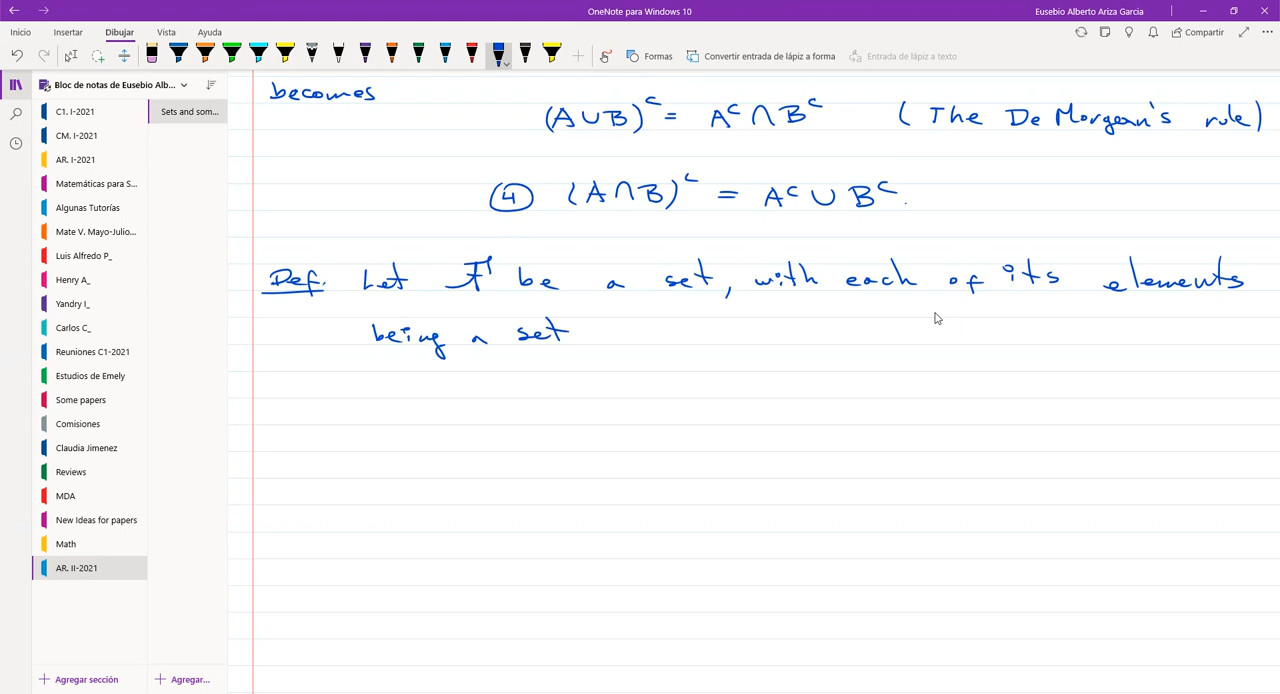 OneNote para Windows 10
Eusebio Alberto Ariza Garcia
Inicio Insertar Dibujar Vista Ayuda
Compartir
Formas
Convertir entrada de lápiz a forma
Entrada de lápiz a texto
Bloc de notas de Eusebio Alb...
C1. I-2021
CM. I-2021
AR. I-2021
Matemáticas para S...
Algunas Tutorías
Mate V. Mayo-Julio...
Luis Alfredo P_
Henry A_
Yandry I_
Carlos C_
Reuniones C1-2021
Estudios de Emely
Some papers
Comisiones
Claudia Jimenez
Reviews
MDA
New Ideas for papers
Math
AR. II-2021
Agregar sección
Sets and som...
Agregar...
becomes
(A∪B)ᶜ = Aᶜ ∩ Bᶜ (The De Morgean's rule)
④ (A∩B)ᶜ = Aᶜ ∪ Bᶜ.
Def. Let ℱ be a set, with each of its elements
being a set